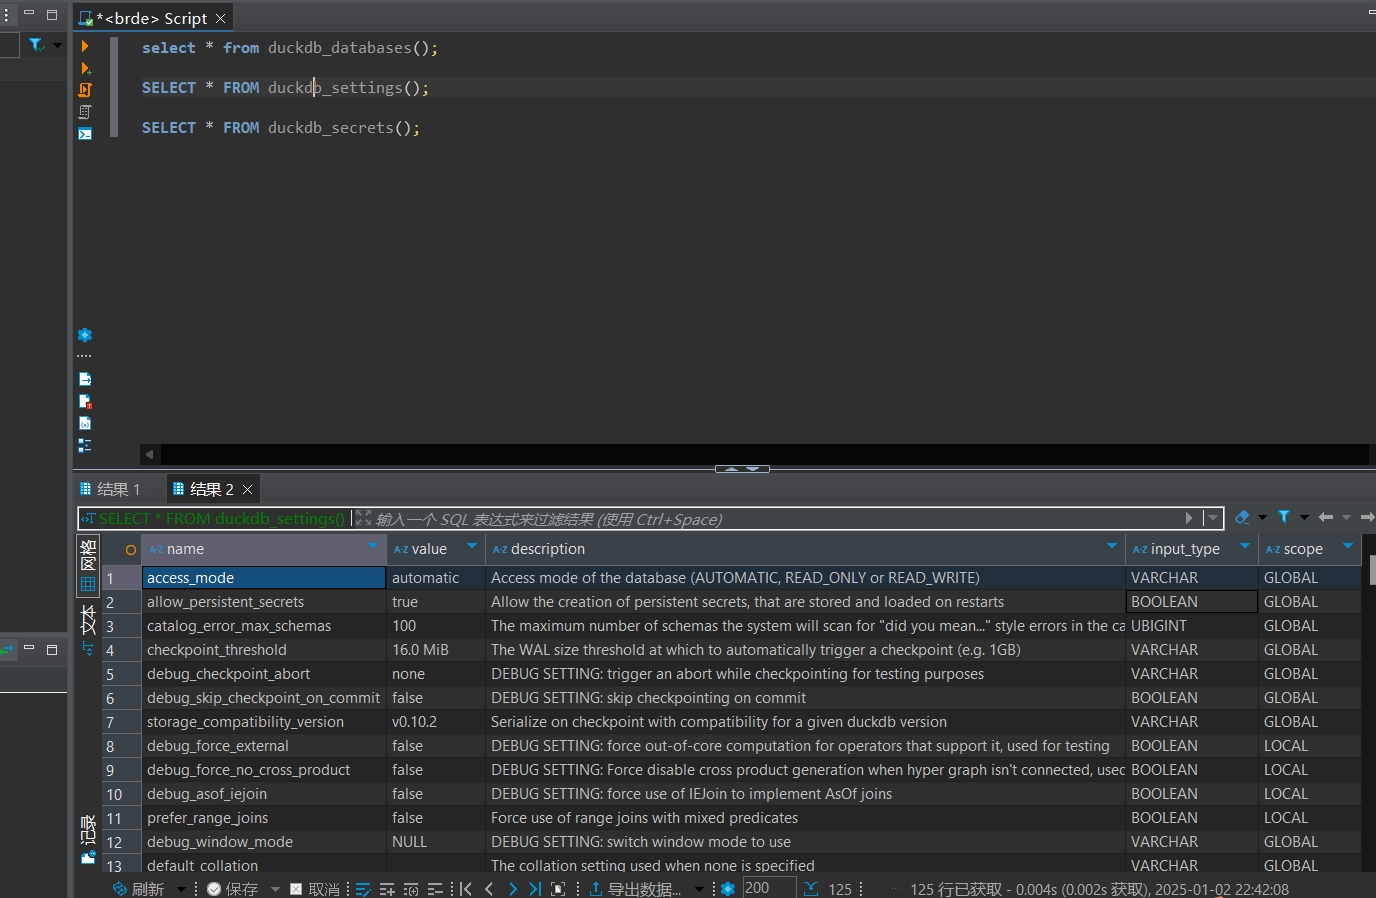 *<brde> Script
select * from duckdb_databases();
SELECT * FROM duckdb_settings();
SELECT * FROM duckdb_secrets();
结果 1 结果 2
SELECT * FROM duckdb_settings() 输入一个 SQL 表达式来过滤结果 (使用 Ctrl+Space)
网格
文本
记录
name value description input_type scope
1 access_mode automatic Access mode of the database (AUTOMATIC, READ_ONLY or READ_WRITE) VARCHAR GLOBAL
2 allow_persistent_secrets true Allow the creation of persistent secrets, that are stored and loaded on restarts BOOLEAN GLOBAL
3 catalog_error_max_schemas 100 The maximum number of schemas the system will scan for "did you mean..." style errors in the ca UBIGINT GLOBAL
4 checkpoint_threshold 16.0 MiB The WAL size threshold at which to automatically trigger a checkpoint (e.g. 1GB) VARCHAR GLOBAL
5 debug_checkpoint_abort none DEBUG SETTING: trigger an abort while checkpointing for testing purposes VARCHAR GLOBAL
6 debug_skip_checkpoint_on_commit false DEBUG SETTING: skip checkpointing on commit BOOLEAN GLOBAL
7 storage_compatibility_version v0.10.2 Serialize on checkpoint with compatibility for a given duckdb version VARCHAR GLOBAL
8 debug_force_external false DEBUG SETTING: force out-of-core computation for operators that support it, used for testing BOOLEAN LOCAL
9 debug_force_no_cross_product false DEBUG SETTING: Force disable cross product generation when hyper graph isn't connected, used BOOLEAN LOCAL
10 debug_asof_iejoin false DEBUG SETTING: force use of IEJoin to implement AsOf joins BOOLEAN LOCAL
11 prefer_range_joins false Force use of range joins with mixed predicates BOOLEAN LOCAL
12 debug_window_mode NULL DEBUG SETTING: switch window mode to use VARCHAR GLOBAL
13 default_collation The collation setting used when none is specified VARCHAR GLOBAL
刷新 保存 取消 导出数据... 200 125 125 行已获取 - 0.004s (0.002s 获取), 2025-01-02 22:42:08